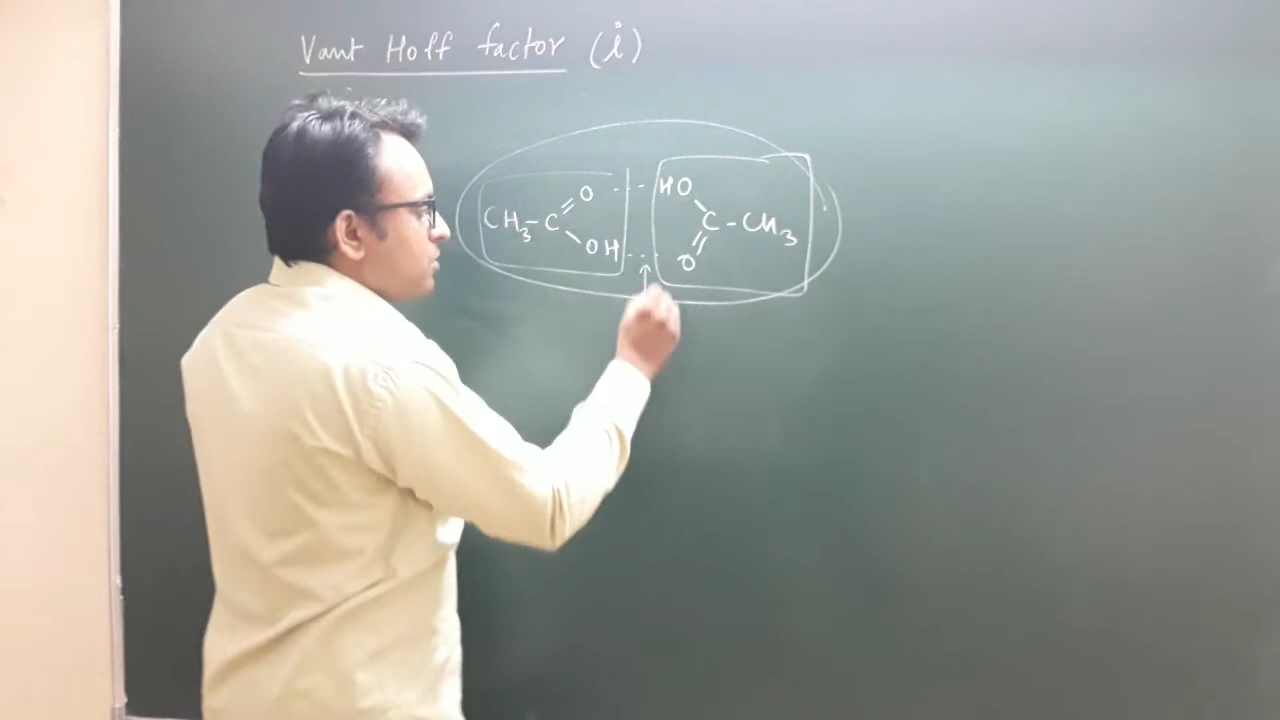 Vant Hoff factor (i)
O --- HO
CH3-C C-CH3
OH --- O